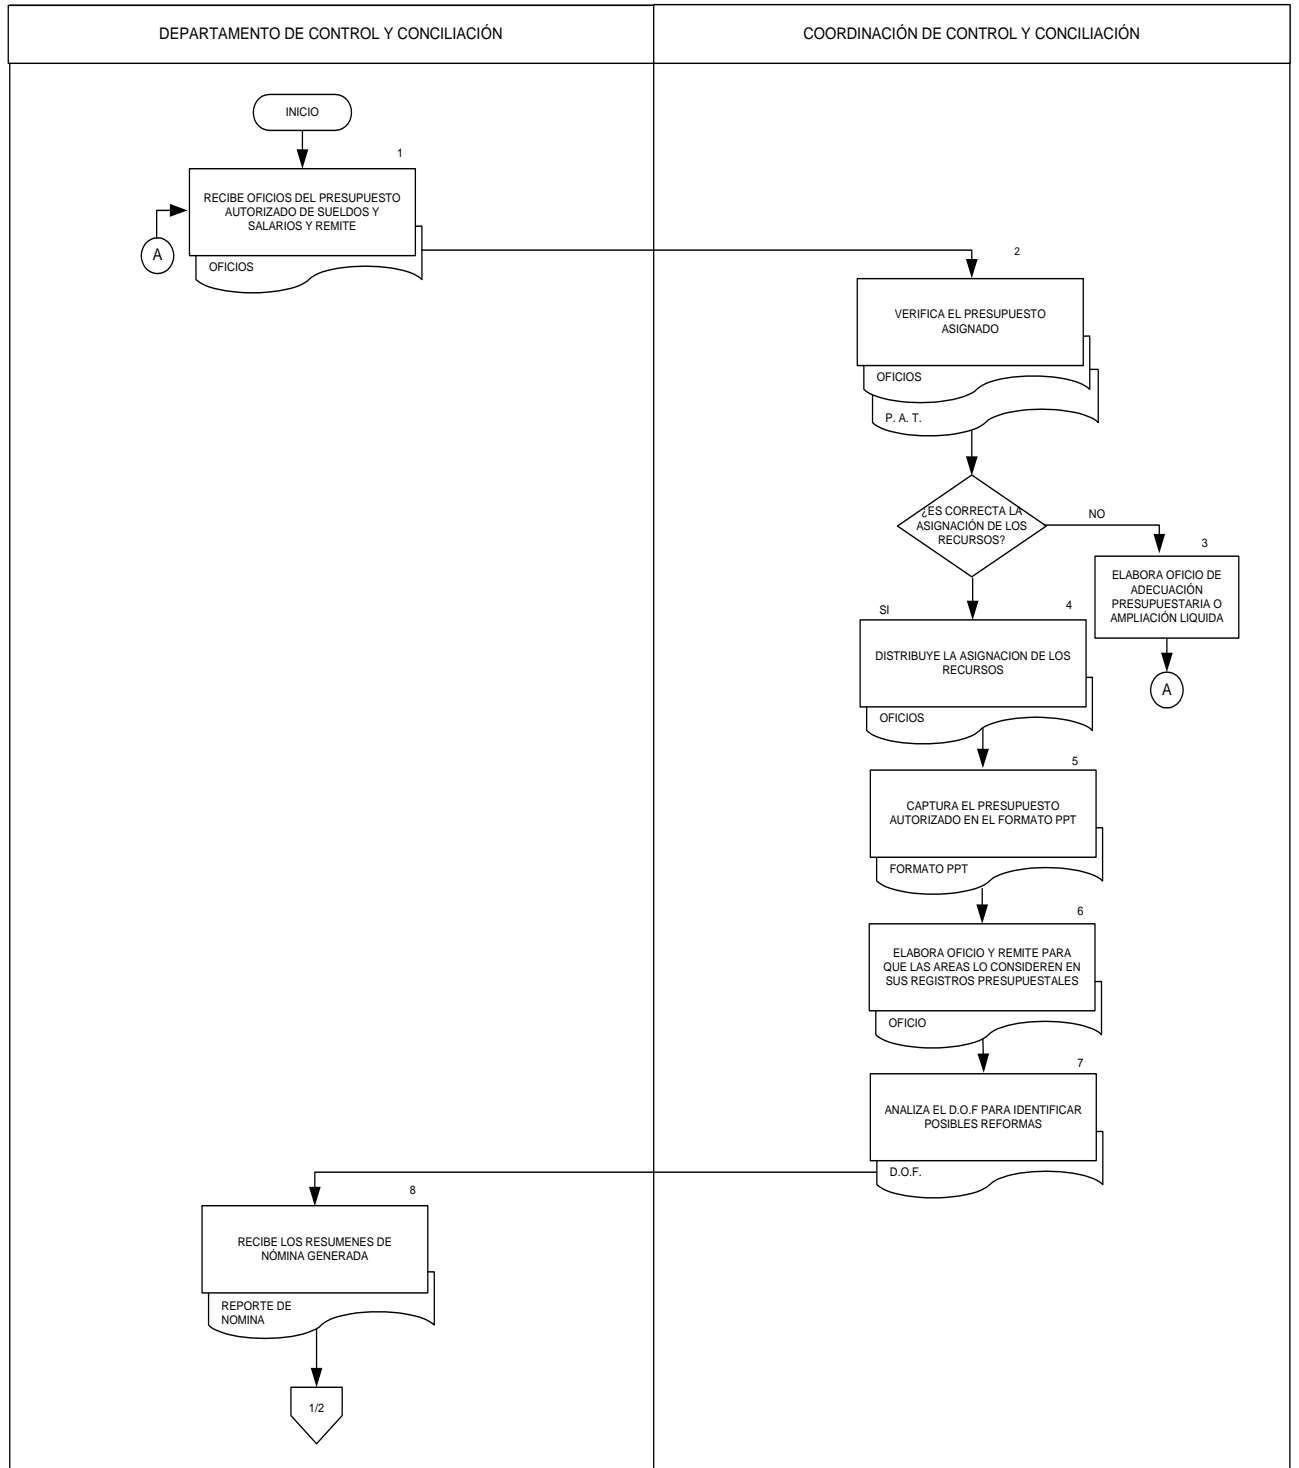 DEPARTAMENTO DE CONTROL Y CONCILIACIÓN
COORDINACIÓN DE CONTROL Y CONCILIACIÓN
INICIO
1
RECIBE OFICIOS DEL PRESUPUESTO
AUTORIZADO DE SUELDOS Y
SALARIOS Y REMITE
A
OFICIOS
2
VERIFICA EL PRESUPUESTO
ASIGNADO
OFICIOS
P. A. T.
¿ES CORRECTA LA
ASIGNACIÓN DE LOS
RECURSOS?
NO
3
ELABORA OFICIO DE
ADECUACIÓN
PRESUPUESTARIA O
AMPLIACIÓN LIQUIDA
A
SI
4
DISTRIBUYE LA ASIGNACION DE LOS
RECURSOS
OFICIOS
5
CAPTURA EL PRESUPUESTO
AUTORIZADO EN EL FORMATO PPT
FORMATO PPT
6
ELABORA OFICIO Y REMITE PARA
QUE LAS AREAS LO CONSIDEREN EN
SUS REGISTROS PRESUPUESTALES
OFICIO
7
ANALIZA EL D.O.F PARA IDENTIFICAR
POSIBLES REFORMAS
D.O.F.
8
RECIBE LOS RESUMENES DE
NÓMINA GENERADA
REPORTE DE
NOMINA
1/2